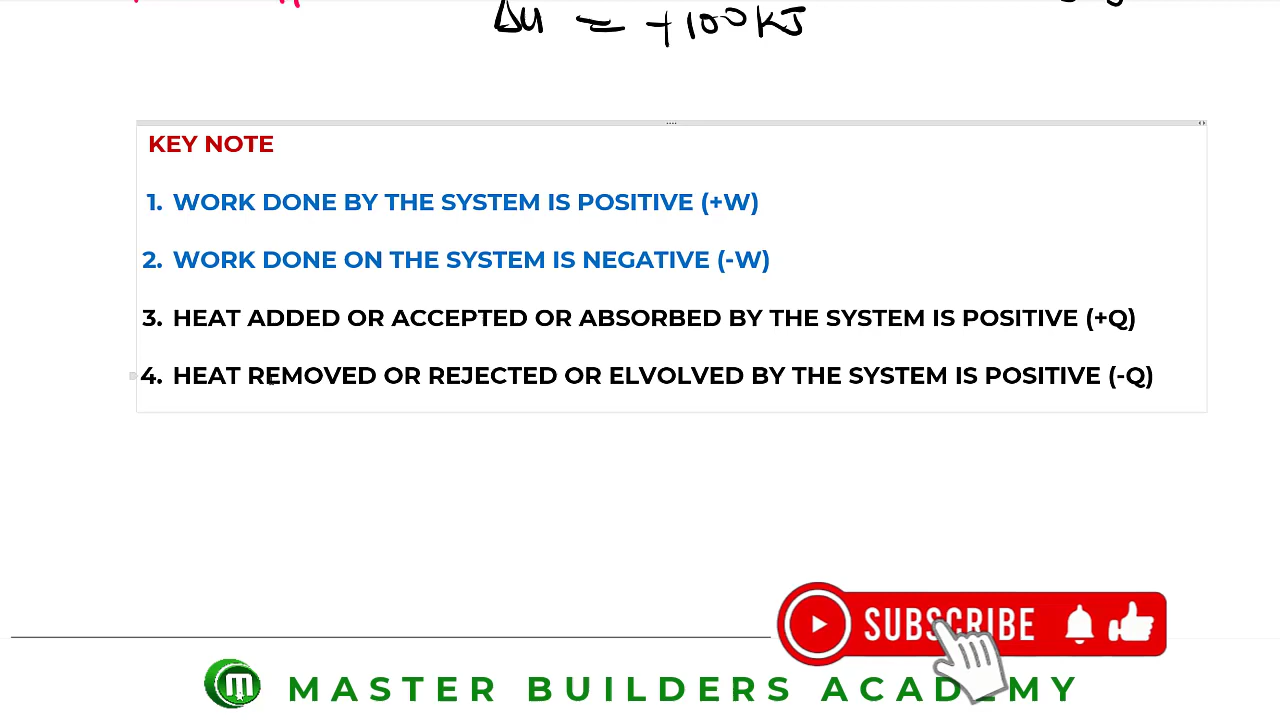 Δu = +100kJ
KEY NOTE
1. WORK DONE BY THE SYSTEM IS POSITIVE (+W)
2. WORK DONE ON THE SYSTEM IS NEGATIVE (-W)
3. HEAT ADDED OR ACCEPTED OR ABSORBED BY THE SYSTEM IS POSITIVE (+Q)
4. HEAT REMOVED OR REJECTED OR ELVOLVED BY THE SYSTEM IS POSITIVE (-Q)
SUBSCRIBE
MASTER BUILDERS ACADEMY